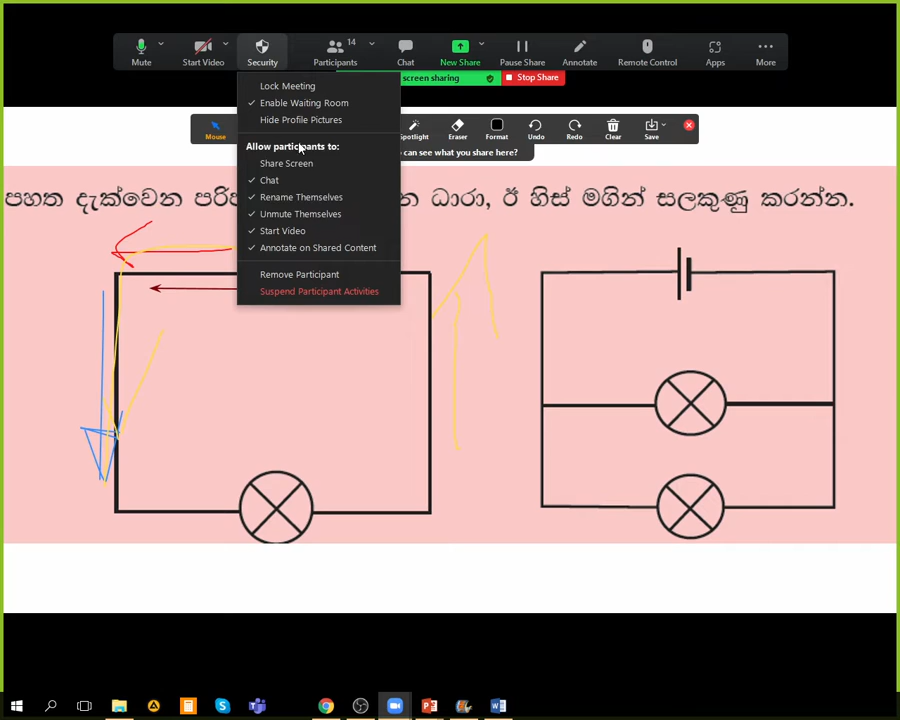 14
Mute Start Video Security Participants Chat New Share Pause Share Annotate Remote Control Apps More
screen sharing Stop Share
Lock Meeting
Enable Waiting Room
Hide Profile Pictures
Mouse Spotlight Eraser Format Undo Redo Clear Save
can see what you share here?
Allow participants to:
Share Screen
Chat
Rename Themselves
Unmute Themselves
Start Video
Annotate on Shared Content
Remove Participant
Suspend Participant Activities
පහත දැක්වෙන ධාරා, ඊ හිස් මගින් සලකුණු කරන්න.